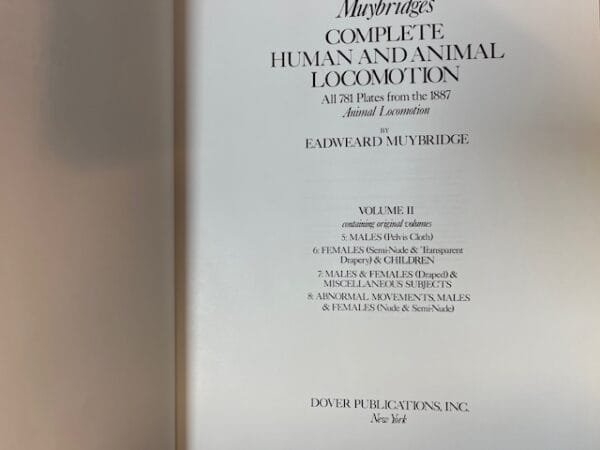 Muybridge's
COMPLETE
HUMAN AND ANIMAL
LOCOMOTION
All 781 Plates from the 1887
Animal Locomotion
BY
EADWEARD MUYBRIDGE
VOLUME II
containing original volumes
5: MALES (Pelvis Cloth)
6: FEMALES (Semi-Nude & Transparent
Drapery) & CHILDREN
7: MALES & FEMALES (Draped) &
MISCELLANEOUS SUBJECTS
8: ABNORMAL MOVEMENTS, MALES
& FEMALES (Nude & Semi-Nude)
DOVER PUBLICATIONS, INC.
New York